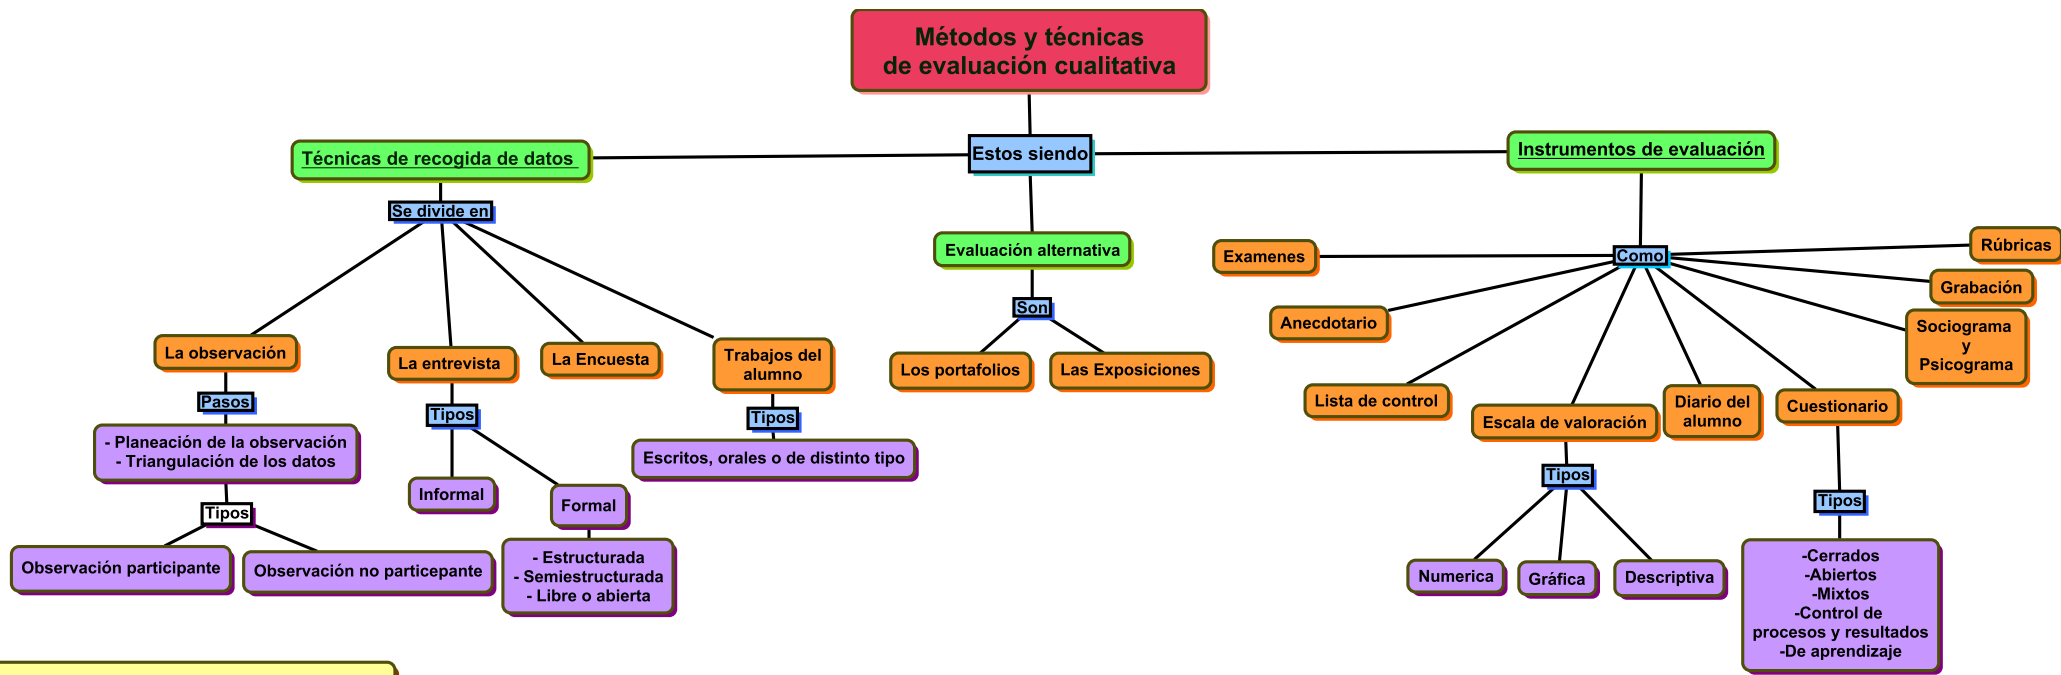 Métodos y técnicas
de evaluación cualitativa
Estos siendo
Técnicas de recogida de datos
Se divide en
La observación
Pasos
- Planeación de la observación
- Triangulación de los datos
Tipos
Observación participante
Observación no particepante
La entrevista
Tipos
Informal
Formal
- Estructurada
- Semiestructurada
- Libre o abierta
La Encuesta
Trabajos del
alumno
Tipos
Escritos, orales o de distinto tipo
Evaluación alternativa
Son
Los portafolios
Las Exposiciones
Instrumentos de evaluación
Como
Examenes
Anecdotario
Lista de control
Escala de valoración
Tipos
Numerica
Gráfica
Descriptiva
Diario del
alumno
Cuestionario
Tipos
-Cerrados
-Abiertos
-Mixtos
-Control de
procesos y resultados
-De aprendizaje
Sociograma
y
Psicograma
Grabación
Rúbricas